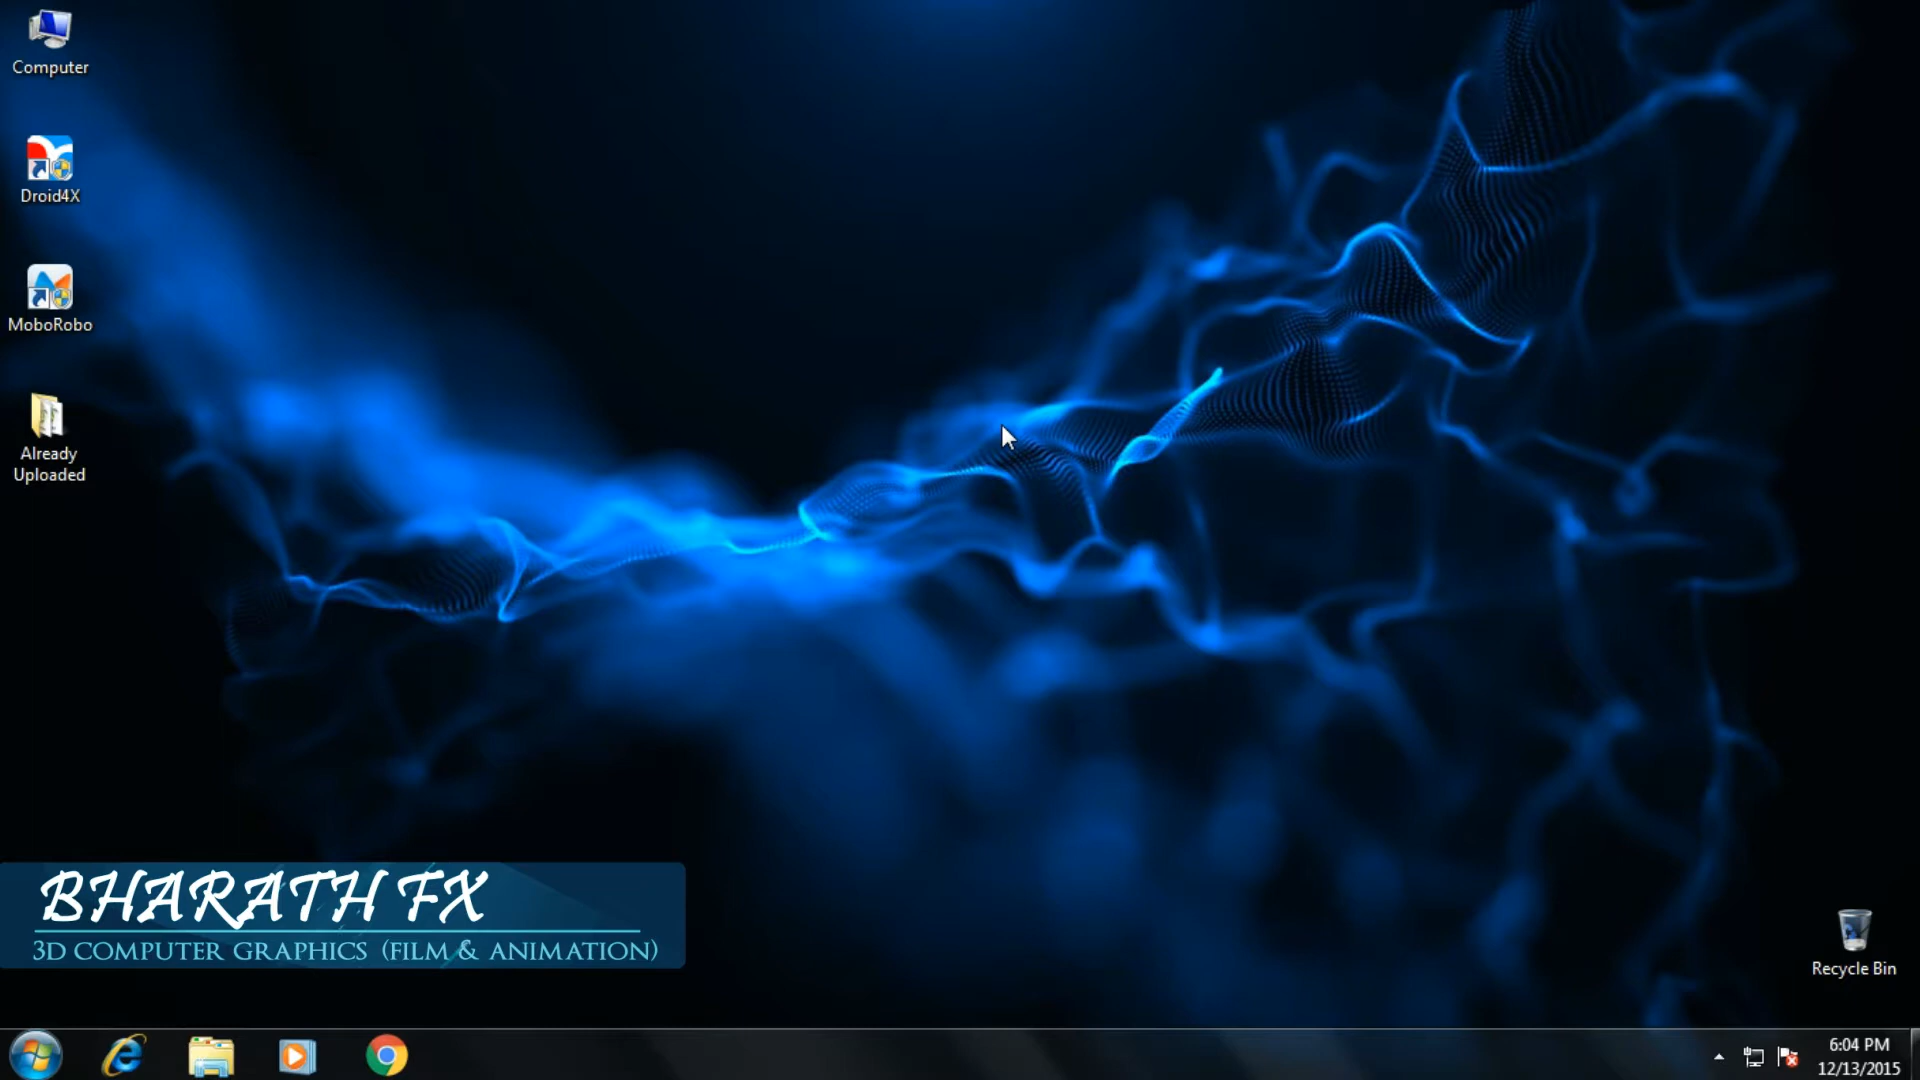 Computer
Droid4X
MoboRobo
Already
Uploaded
BHARATH FX
3D COMPUTER GRAPHICS (FILM & ANIMATION)
Recycle Bin
6:04 PM
12/13/2015